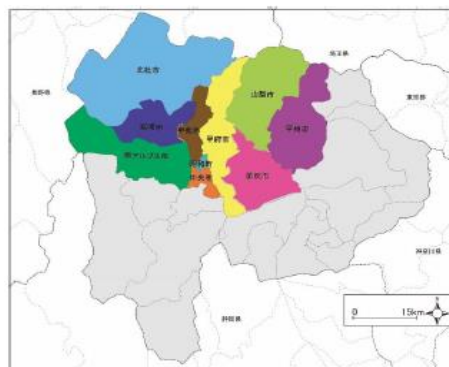 埼玉県
北杜市
山梨市
長野県
東京都
韮崎市
甲斐市
甲府市
甲州市
南アルプス市
昭和町
笛吹市
中央市
神奈川県
静岡県
0 15km